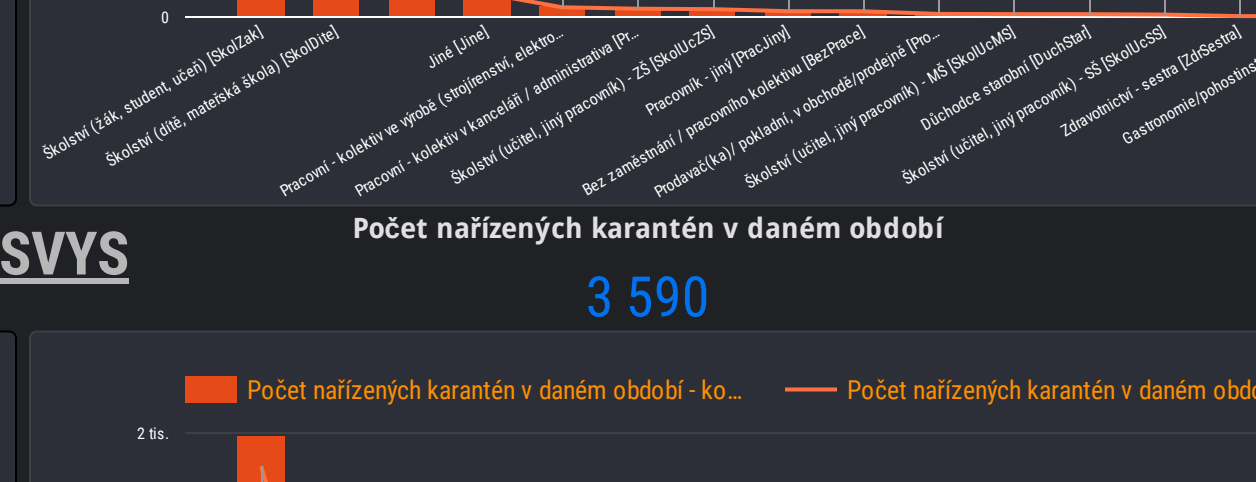 0
Školství (žák, student, učeň) [SkolZak]
Školství (dítě, mateřská škola) [SkolDite]
Jiné [Jine]
Pracovní - kolektiv ve výrobě (strojírenství, elektro...
Pracovní - kolektiv v kanceláři / administrativa [Pr...
Školství (učitel, jiný pracovník) - ZŠ [SkolUcZS]
Pracovník - jiný [PracJiny]
Bez zaměstnání / pracovního kolektivu [BezPrace]
Prodavač(ka)/ pokladní, v obchodě/prodejně [Pro...
Školství (učitel, jiný pracovník) - MŠ [SkolUcMS]
Důchodce starobní [DuchStar]
Školství (učitel, jiný pracovník) - SŠ [SkolUcSS]
Zdravotnictví - sestra [ZdrSestra]
Gastronomie/pohostinst
SVYS
Počet nařízených karantén v daném období
3 590
Počet nařízených karantén v daném období - ko...
Počet nařízených karantén v daném obdo
2 tis.